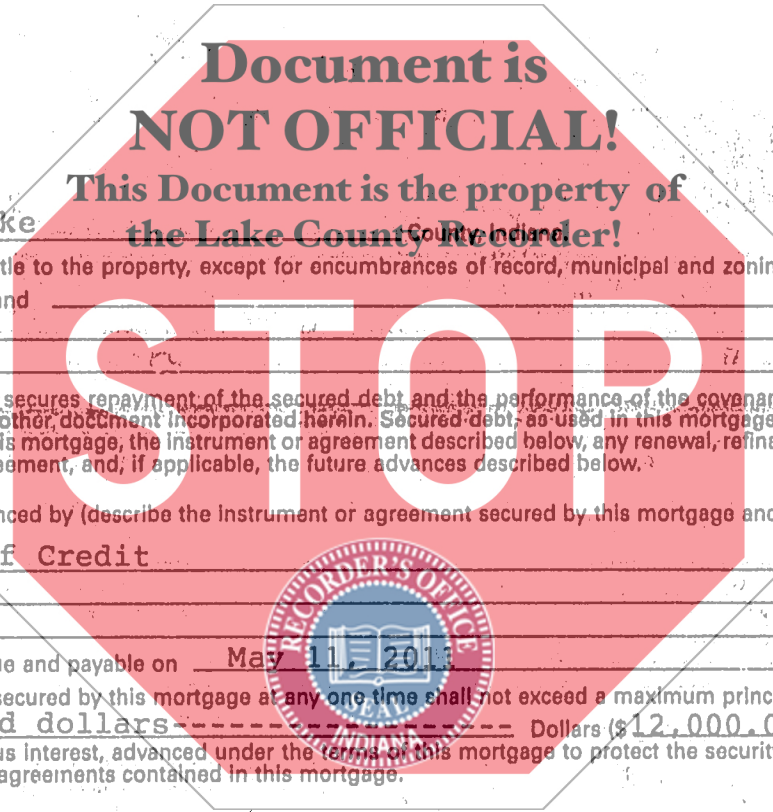 Document is
NOT OFFICIAL!
This Document is the property of
the Lake County Recorder!
ke County, Indiana.
tle to the property, except for encumbrances of record, municipal and zonin
nd
STOP
secures repayment of the secured debt and the performance of the covenan
other document incorporated herein. Secured debt, as used in this mortgage
is mortgage, the instrument or agreement described below, any renewal, refina
eement, and, if applicable, the future advances described below.
nced by (describe the instrument or agreement secured by this mortgage and
f Credit
RECORDER'S OFFICE
SEAL
INDIANA
ue and payable on May 11, 2011
secured by this mortgage at any one time shall not exceed a maximum princ
d dollars------------------- Dollars ($12,000.0
us interest, advanced under the terms of this mortgage to protect the securit
agreements contained in this mortgage.